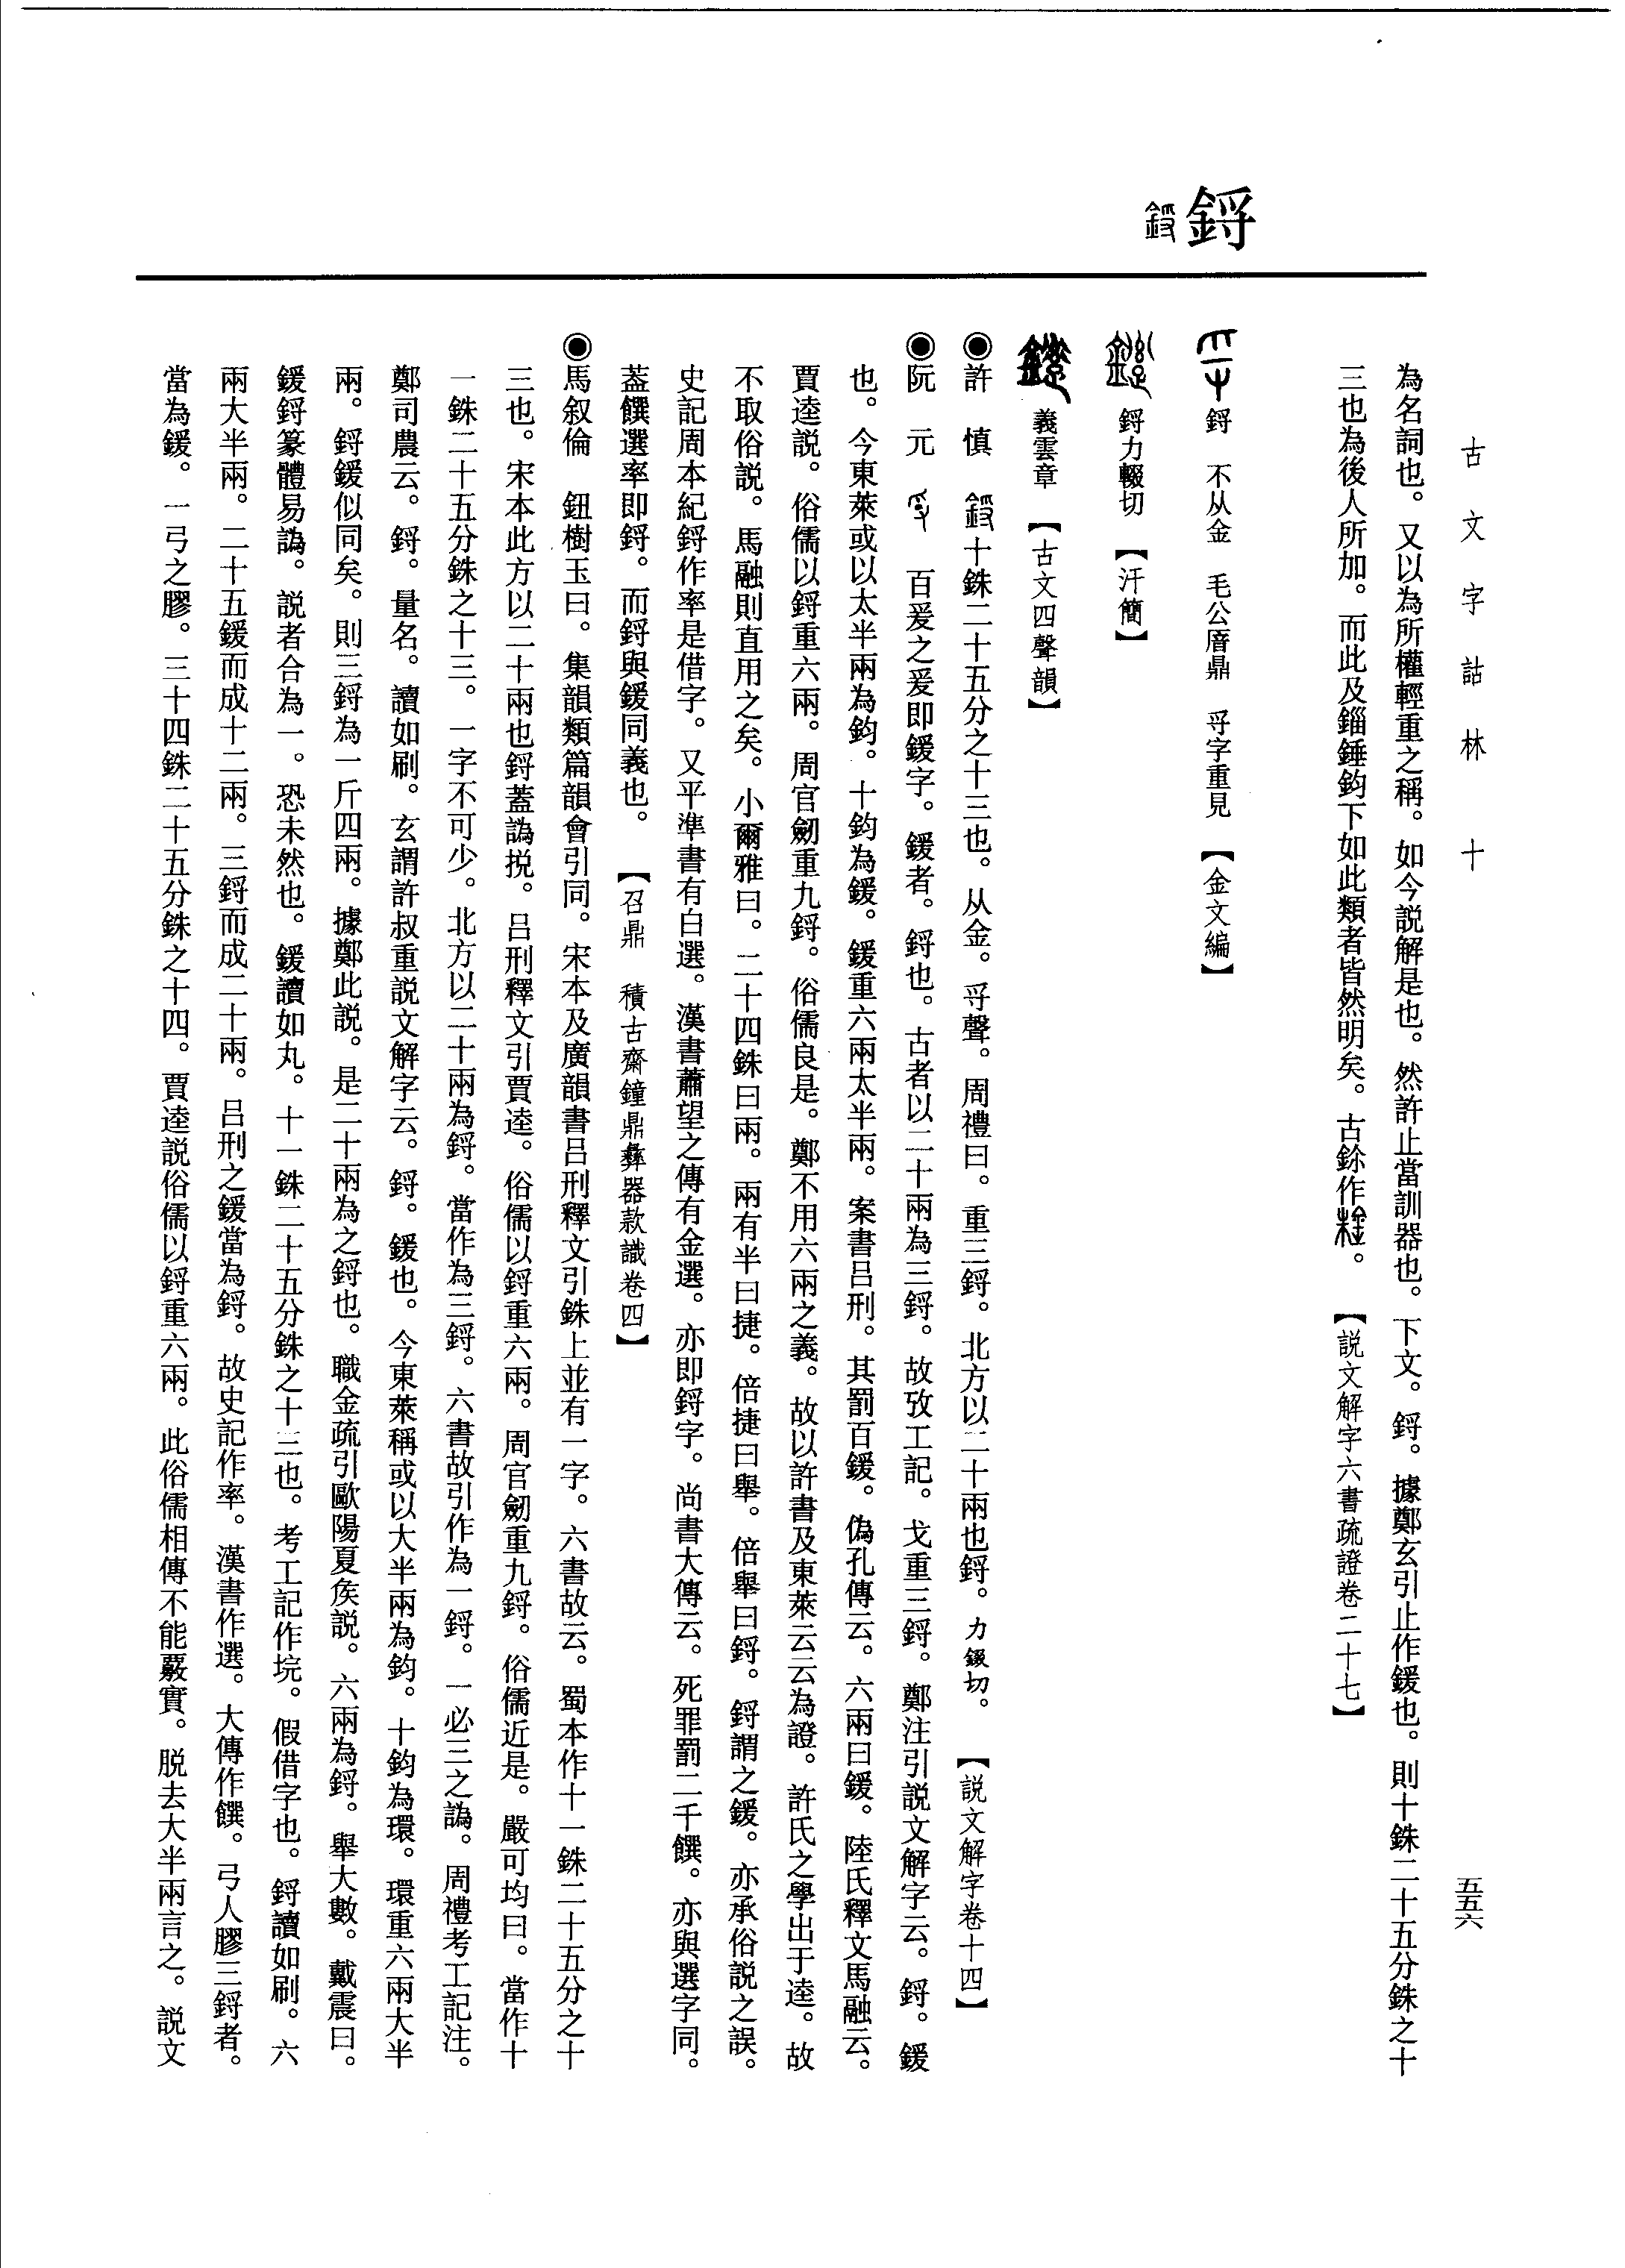 古文字詁林 十
五五六
鋝
為名詞也。又以為所權輕重之稱。如今説解是也。然許止當訓器也。下文。鋝。據鄭玄引止作鍰也。則十銖二十五分銖之十
三也為後人所加。而此及錙錘鈞下如此類者皆然明矣。古鉩作。【説文解字六書疏證卷二十七】
鋝 不从金 毛公㾓鼎 寽字重見 【金文編】
鋝力輟切 【汗簡】
義雲章 【古文四聲韻】
◉許 慎 十銖二十五分之十三也。从金。寽聲。周禮曰。重三鋝。北方以二十兩也鋝。力錣切。 【説文解字卷十四】
◉阮 元 百爰之爰即鍰字。鍰者。鋝也。古者以二十兩為三鋝。故攷工記。戈重三鋝。鄭注引説文解字云。鋝。鍰
也。今東萊或以太半兩為鈞。十鈞為鍰。鍰重六兩太半兩。案書吕刑。其罰百鍰。偽孔傳云。六兩曰鍰。陸氏釋文馬融云。
賈逵説。俗儒以鋝重六兩。周官劒重九鋝。俗儒良是。鄭不用六兩之義。故以許書及東萊云云為證。許氏之學出于逵。故
不取俗説。馬融則直用之矣。小爾雅曰。二十四銖曰兩。兩有半曰捷。倍捷曰舉。倍舉曰鋝。鋝謂之鍰。亦承俗説之誤。
史記周本紀鋝作率是借字。又平準書有白選。漢書蕭望之傳有金選。亦即鋝字。尚書大傳云。死罪罰二千饌。亦與選字同。
葢饌選率即鋝。而鋝與鍰同義也。 【召鼎 積古齋鐘鼎彝器款識卷四】
◉馬叙倫 鈕樹玉曰。集韻類篇韻會引同。宋本及廣韻書吕刑釋文引銖上並有一字。六書故云。蜀本作十一銖二十五分之十
三也。宋本此方以二十兩也鋝蓋譌挩。吕刑釋文引賈逵。俗儒以鋝重六兩。周官劒重九鋝。俗儒近是。嚴可均曰。當作十
一銖二十五分銖之十三。一字不可少。北方以二十兩為鋝。當作為三鋝。六書故引作為一鋝。一必三之譌。周禮考工記注。
鄭司農云。鋝。量名。讀如刷。玄謂許叔重説文解字云。鋝。鍰也。今東萊稱或以大半兩為鈞。十鈞為環。環重六兩大半
兩。鋝鍰似同矣。則三鋝為一斤四兩。據鄭此説。是二十兩為之鋝也。職金疏引歐陽夏矦説。六兩為鋝。舉大數。戴震曰。
鍰鋝篆體易譌。説者合為一。恐未然也。鍰讀如丸。十一銖二十五分銖之十三也。考工記作垸。假借字也。鋝讀如刷。六
兩大半兩。二十五鍰而成十二兩。三鋝而成二十兩。吕刑之鍰當為鋝。故史記作率。漢書作選。大傳作饌。弓人膠三鋝者。
當為鍰。一弓之膠。三十四銖二十五分銖之十四。賈逵説俗儒以鋝重六兩。此俗儒相傳不能覈實。脱去大半兩言之。説文